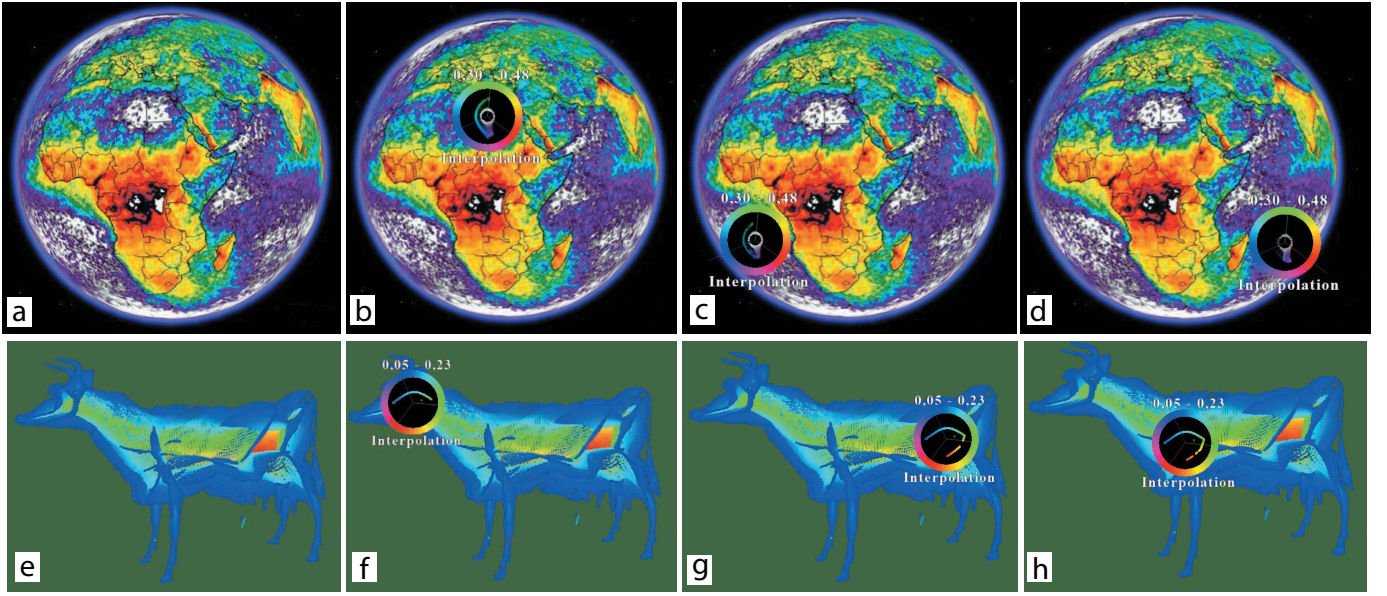 0,30 - 0,48
Interpolation
0,30 - 0,48
Interpolation
0,30 - 0,48
Interpolation
a
b
c
d
0,05 - 0,23
Interpolation
0,05 - 0,23
Interpolation
0,05 - 0,23
Interpolation
e
f
g
h